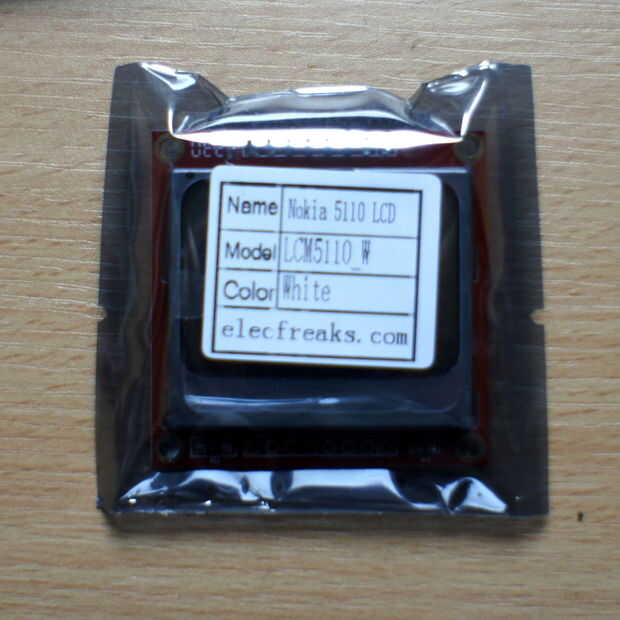 Name Nokia 5110 LCD
Model LCM5110_W
Color White
elecfreaks.com